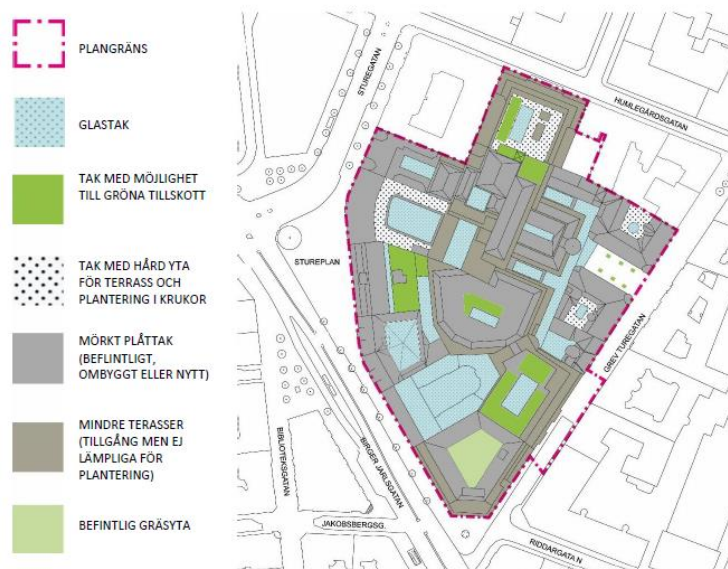 PLANGRÄNS
GLASTAK
TAK MED MÖJLIGHET
TILL GRÖNA TILLSKOTT
TAK MED HÅRD YTA
FÖR TERRASS OCH
PLANTERING I KRUKOR
MÖRKT PLÅTTAK
(BEFLINTLIGT,
OMBYGGT ELLER NYTT)
MINDRE TERASSER
(TILLGÅNG MEN EJ
LÄMPLIGA FÖR
PLANTERING)
BEFINTLIG GRÄSYTA
STUREGATAN
HUMLEGÅRDSGATAN
STUREPLAN
GREV TUREGATAN
BIBLIOTEKSGATAN
BIRGER JARLSGATAN
JAKOBSBERGSG.
RIDDARGATAN